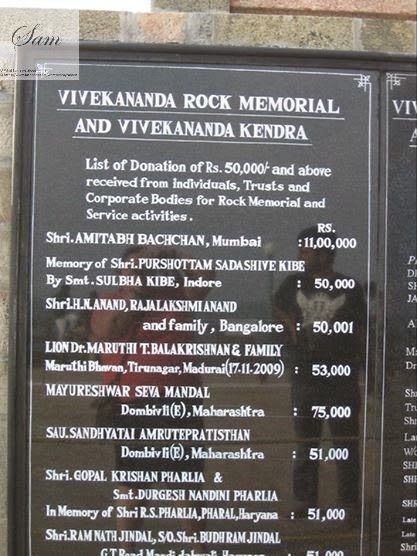 Sam
VIVEKANANDA ROCK MEMORIAL
AND VIVEKANANDA KENDRA
List of Donation of Rs. 50,000/- and above
received from individuals, Trusts and
Corporate Bodies for Rock Memorial and
Service activities.
RS.
Shri. AMITABH BACHCHAN, Mumbai : 11,00,000
Memory of Shri. PURSHOTTAM SADASHIVE KIBE
By Smt. SULBHA KIBE, Indore : 50,000
Shri. H.N. ANAND, RAJALAKSHMI ANAND
and family, Bangalore : 50,001
LION Dr. MARUTHI T. BALAKRISHNAN & FAMILY
Maruthi Bhavan, Tirunagar, Madurai (17-11-2009) : 53,000
MAYURESHWAR SEVA MANDAL
Dombivli (E), Maharashtra : 75,000
SAU. SANDHYATAI AMRUTEPRATISTHAN
Dombivli (E), Maharashtra : 51,000
Shri. GOPAL KRISHAN PHARLIA &
Smt. DURGESH NANDINI PHARLIA
In Memory of Shri R.S. PHARLIA, PHARAL, Haryana : 51,000
Shri. RAM NATH JINDAL, S/O. Shri. BUDH RAM JINDAL
G.T. Road Mandi